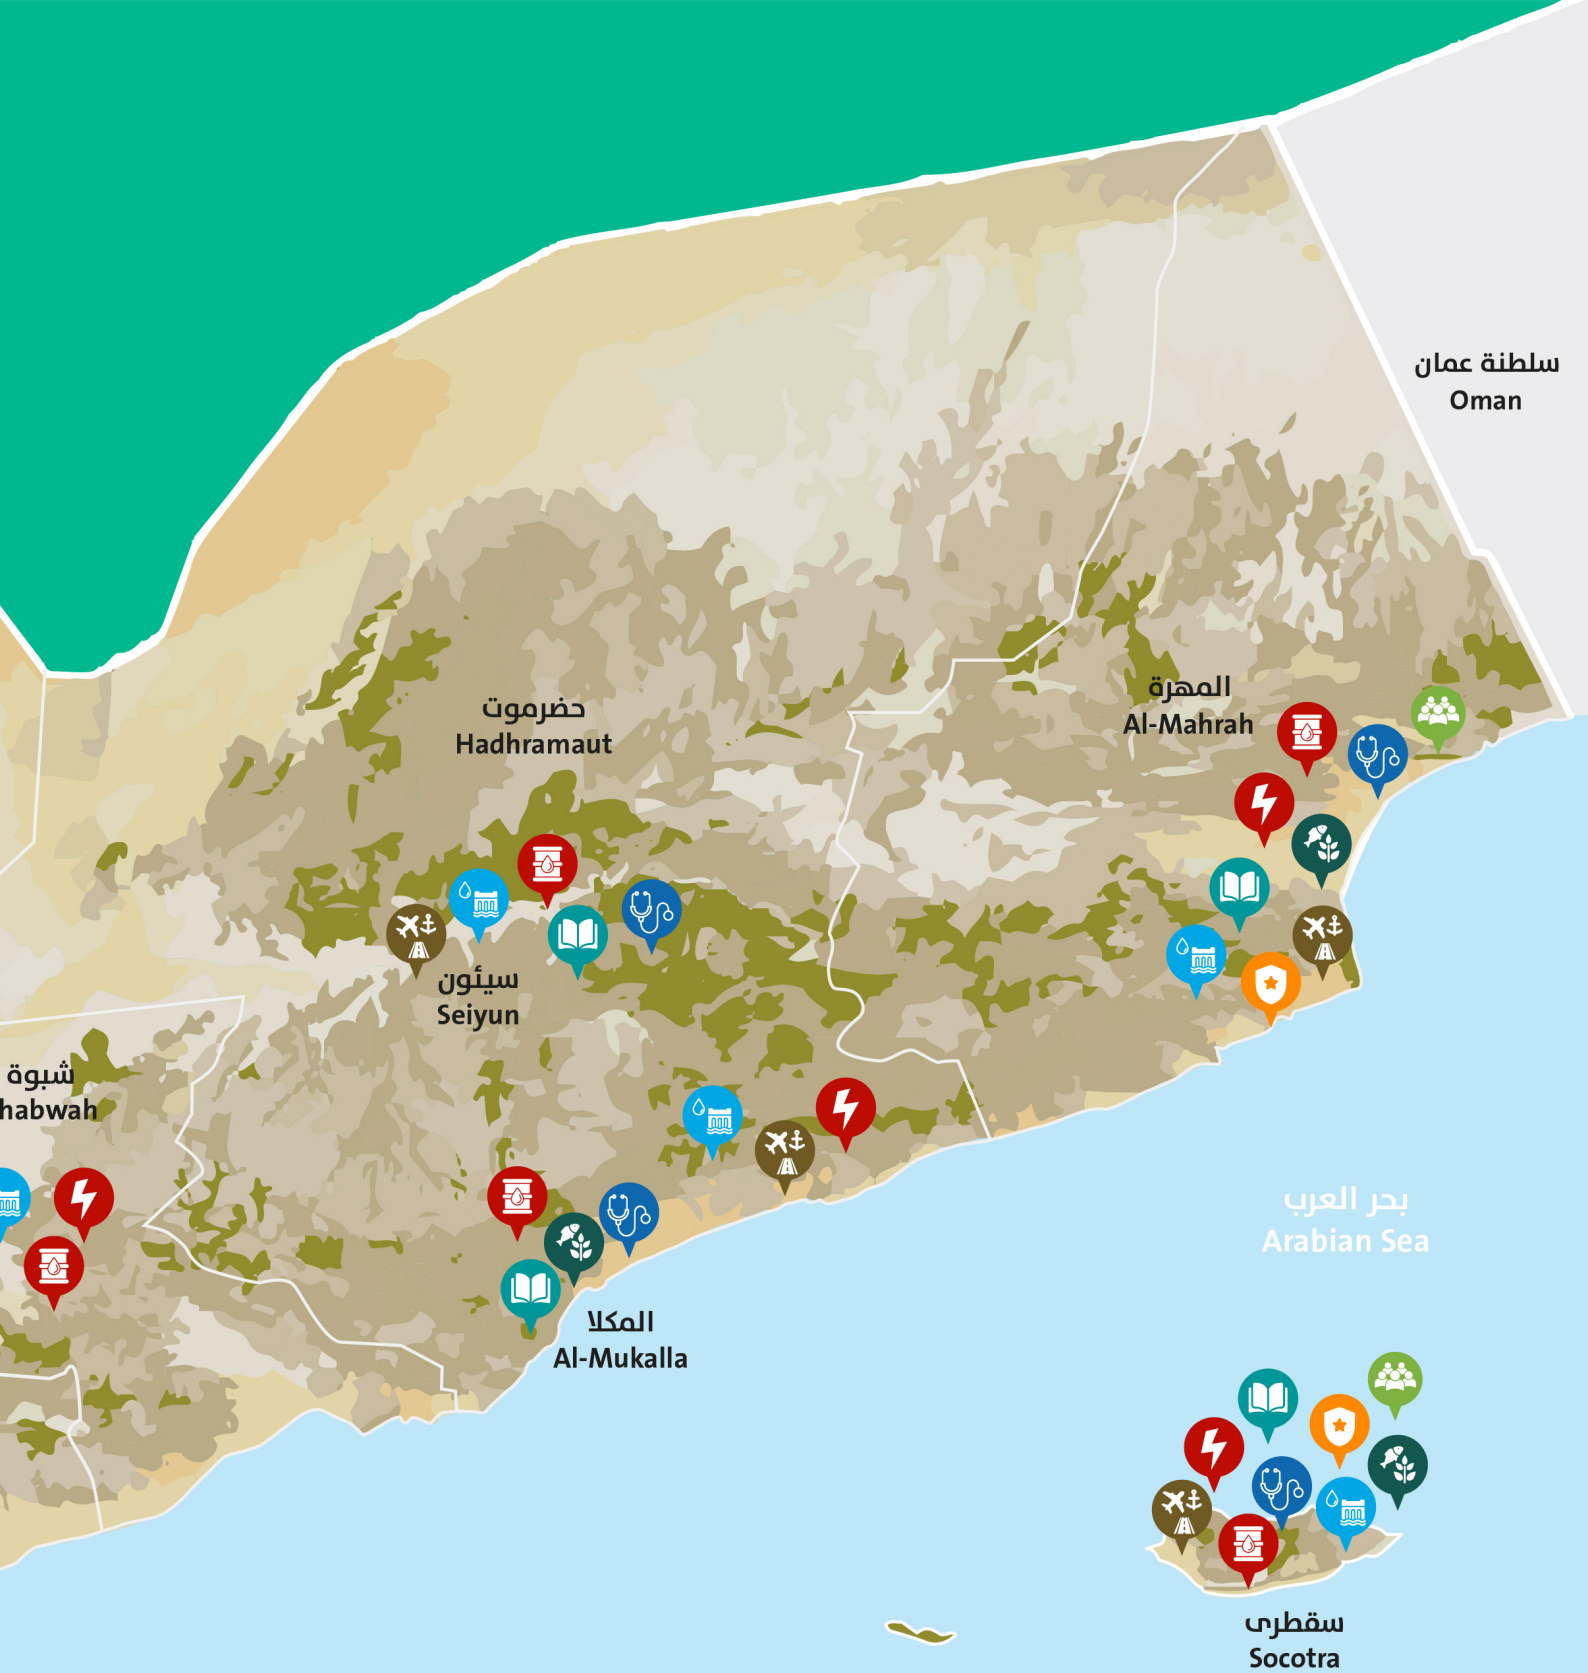 سلطنة عمان
Oman
المهرة
Al-Mahrah
حضرموت
Hadhramaut
سيئون
Seiyun
شبوة
habwah
بحر العرب
Arabian Sea
المكلا
Al-Mukalla
سقطرى
Socotra